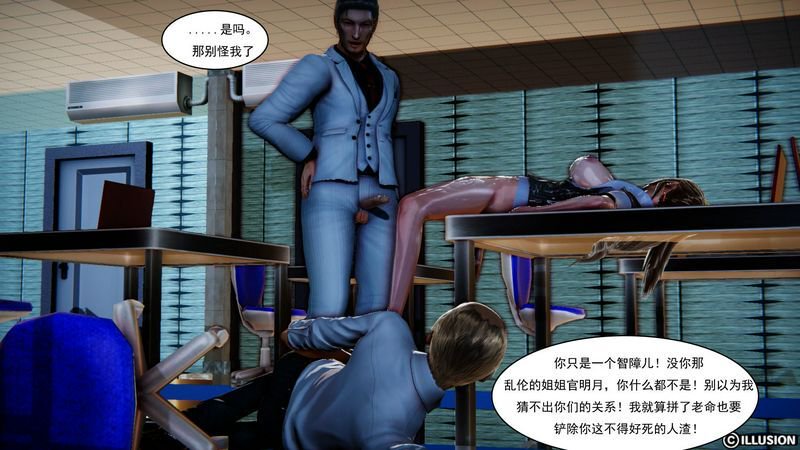 .....是吗。
那别怪我了
你只是一个智障儿！没你那
乱伦的姐姐官明月，你什么都不是！别以为我
猜不出你们的关系！我就算拼了老命也要
铲除你这不得好死的人渣！
©ILLUSION